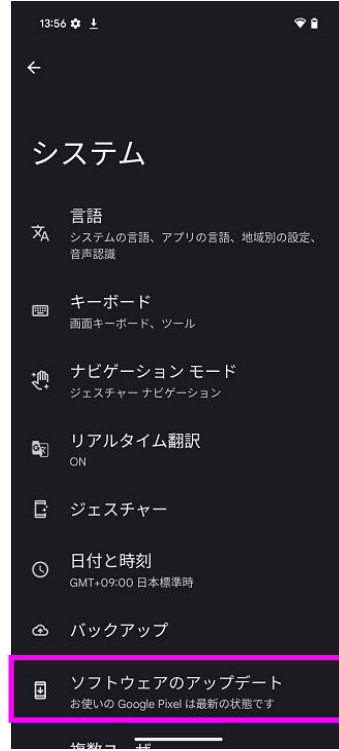 13:56
システム
言語
システムの言語、アプリの言語、地域別の設定、
音声認識
キーボード
画面キーボード、ツール
ナビゲーション モード
ジェスチャー ナビゲーション
リアルタイム翻訳
ON
ジェスチャー
日付と時刻
GMT+09:00 日本標準時
バックアップ
ソフトウェアのアップデート
お使いの Google Pixel は最新の状態です